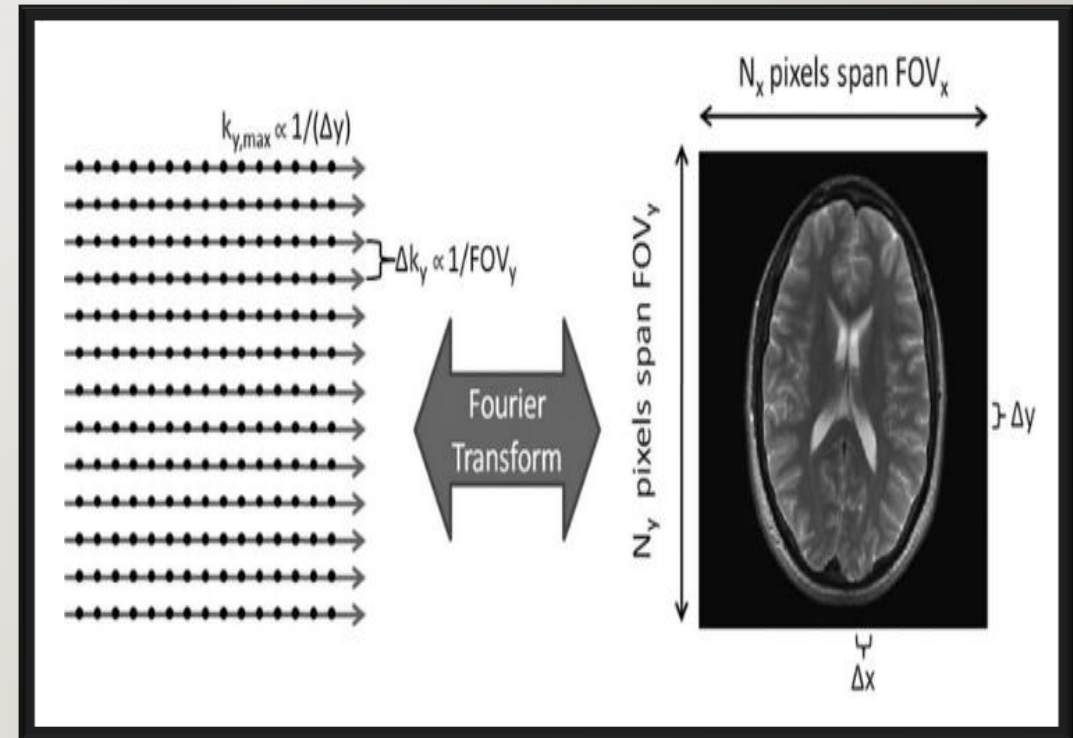 k_y,max ∝ 1/(Δy)
Δk_y ∝ 1/FOV_y
Fourier
Transform
N_x pixels span FOV_x
N_y pixels span FOV_y
Δy
Δx